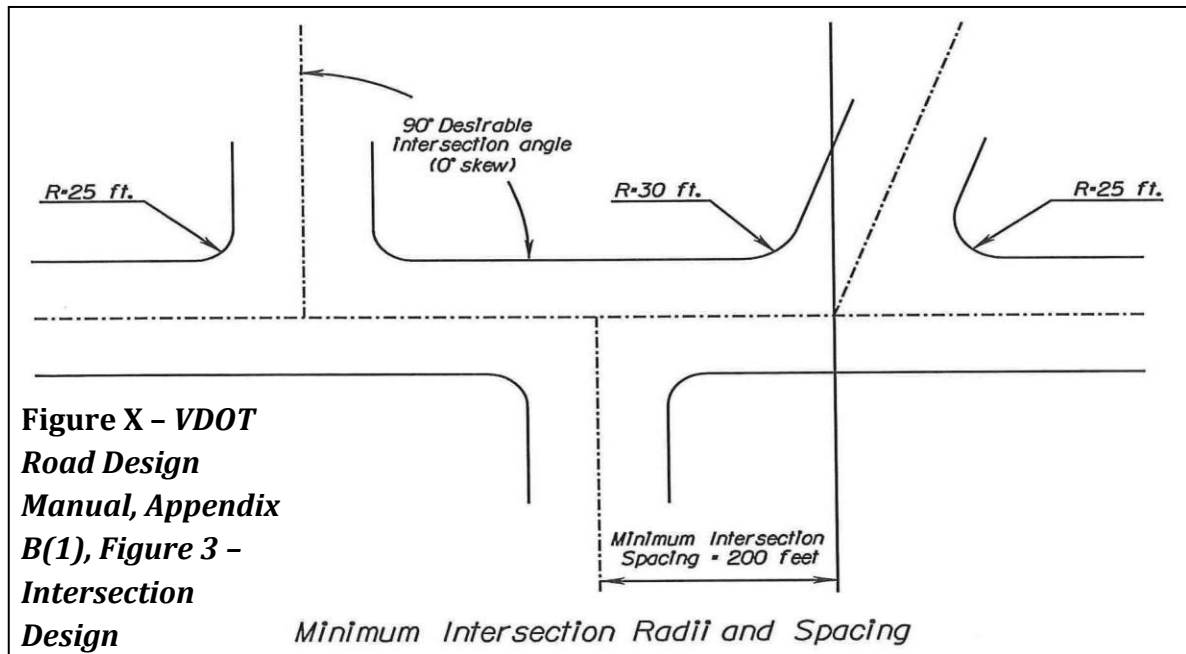 90° Desirable
intersection angle
(0° skew)
R=25 ft.
R=30 ft.
R=25 ft.
Figure X – VDOT
Road Design
Manual, Appendix
B(1), Figure 3 –
Intersection
Design
Minimum Intersection
Spacing = 200 feet
Minimum Intersection Radii and Spacing